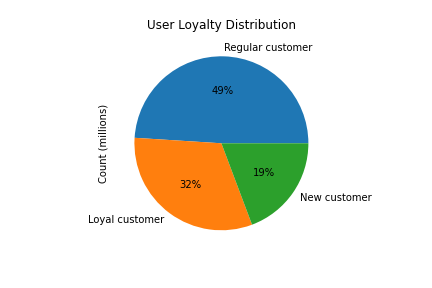 User Loyalty Distribution
Regular customer
49%
Count (millions)
32%
19%
New customer
Loyal customer